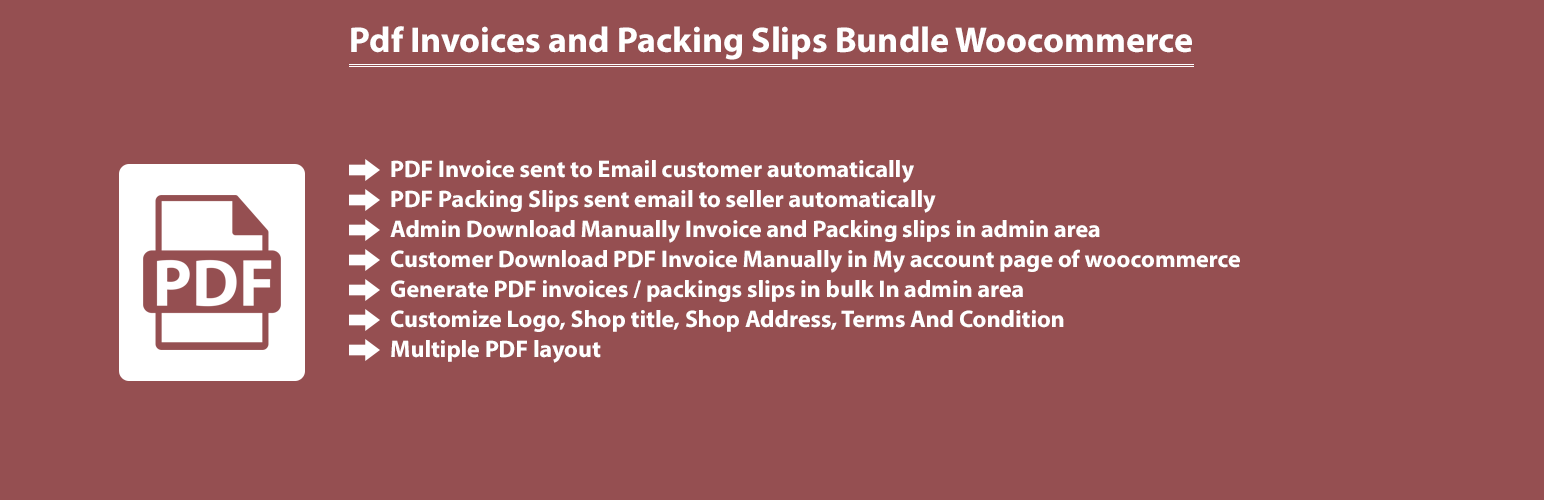 Pdf Invoices and Packing Slips Bundle Woocommerce
PDF
PDF Invoice sent to Email customer automatically
PDF Packing Slips sent email to seller automatically
Admin Download Manually Invoice and Packing slips in admin area
Customer Download PDF Invoice Manually in My account page of woocommerce
Generate PDF invoices / packings slips in bulk In admin area
Customize Logo, Shop title, Shop Address, Terms And Condition
Multiple PDF layout